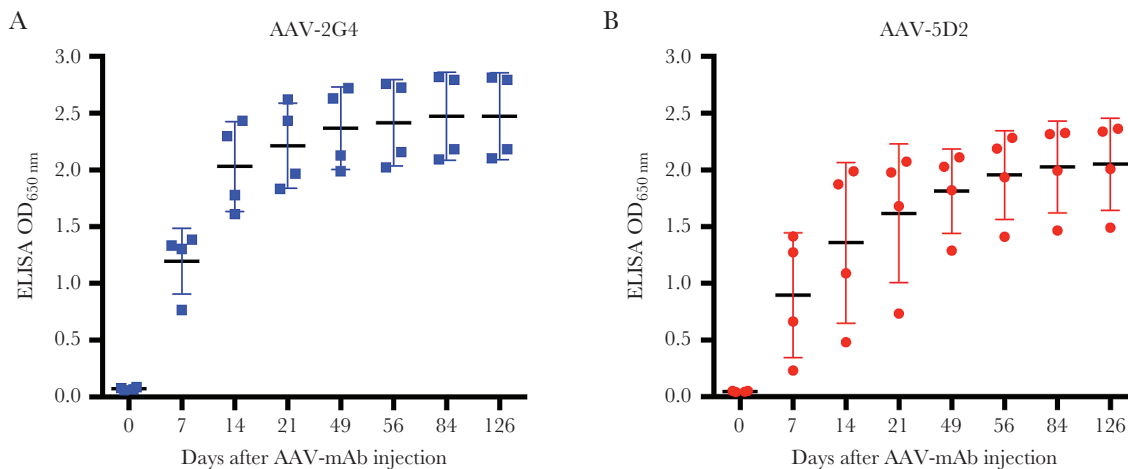 A
AAV-2G4
3.0
2.5
2.0
1.5
1.0
0.5
0.0
ELISA OD650 nm
0 7 14 21 49 56 84 126
Days after AAV-mAb injection
B
AAV-5D2
3.0
2.5
2.0
1.5
1.0
0.5
0.0
ELISA OD650 nm
0 7 14 21 49 56 84 126
Days after AAV-mAb injection